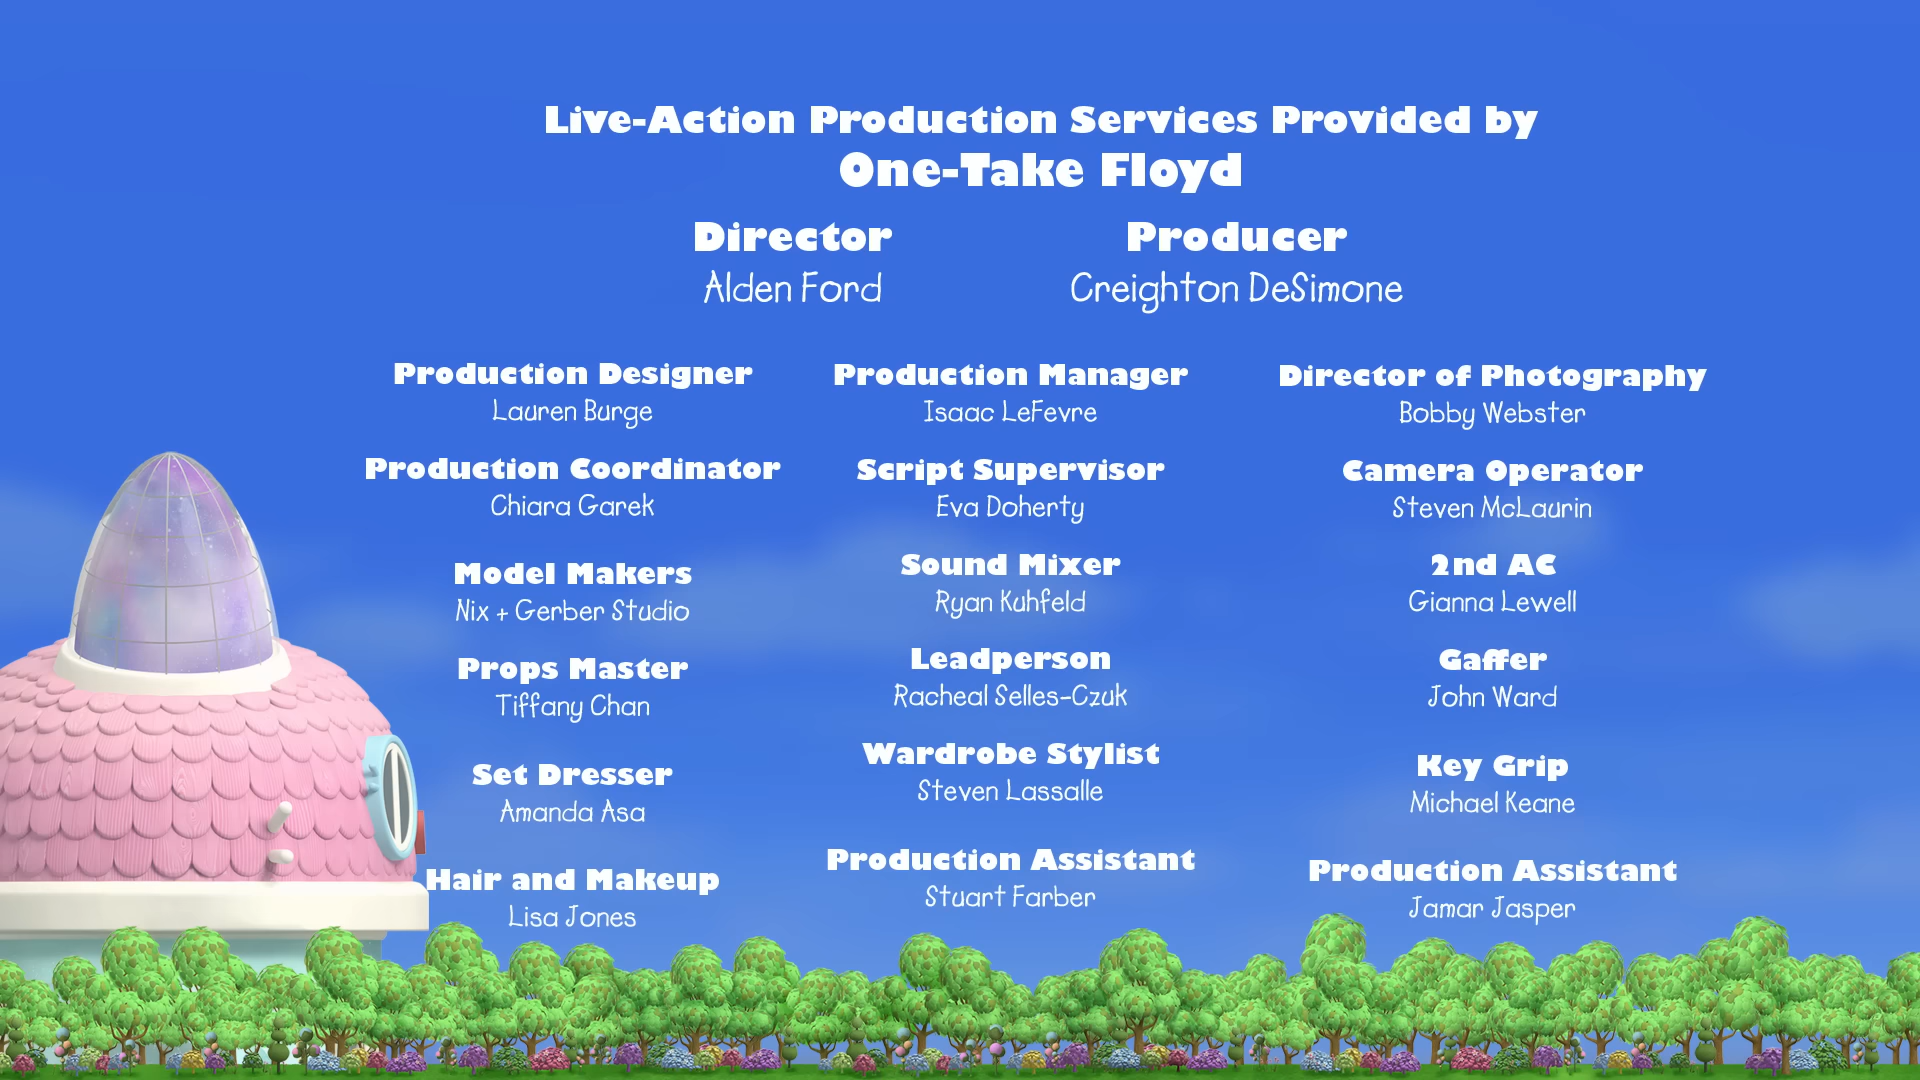 Live-Action Production Services Provided by
One-Take Floyd
Director
Alden Ford
Producer
Creighton DeSimone
Production Designer
Lauren Burge
Production Coordinator
Chiara Garek
Model Makers
Nix + Gerber Studio
Props Master
Tiffany Chan
Set Dresser
Amanda Asa
Hair and Makeup
Lisa Jones
Production Manager
Isaac LeFevre
Script Supervisor
Eva Doherty
Sound Mixer
Ryan Kuhfeld
Leadperson
Racheal Selles-Czuk
Wardrobe Stylist
Steven Lassalle
Production Assistant
Stuart Farber
Director of Photography
Bobby Webster
Camera Operator
Steven McLaurin
2nd AC
Gianna Lewell
Gaffer
John Ward
Key Grip
Michael Keane
Production Assistant
Jamar Jasper